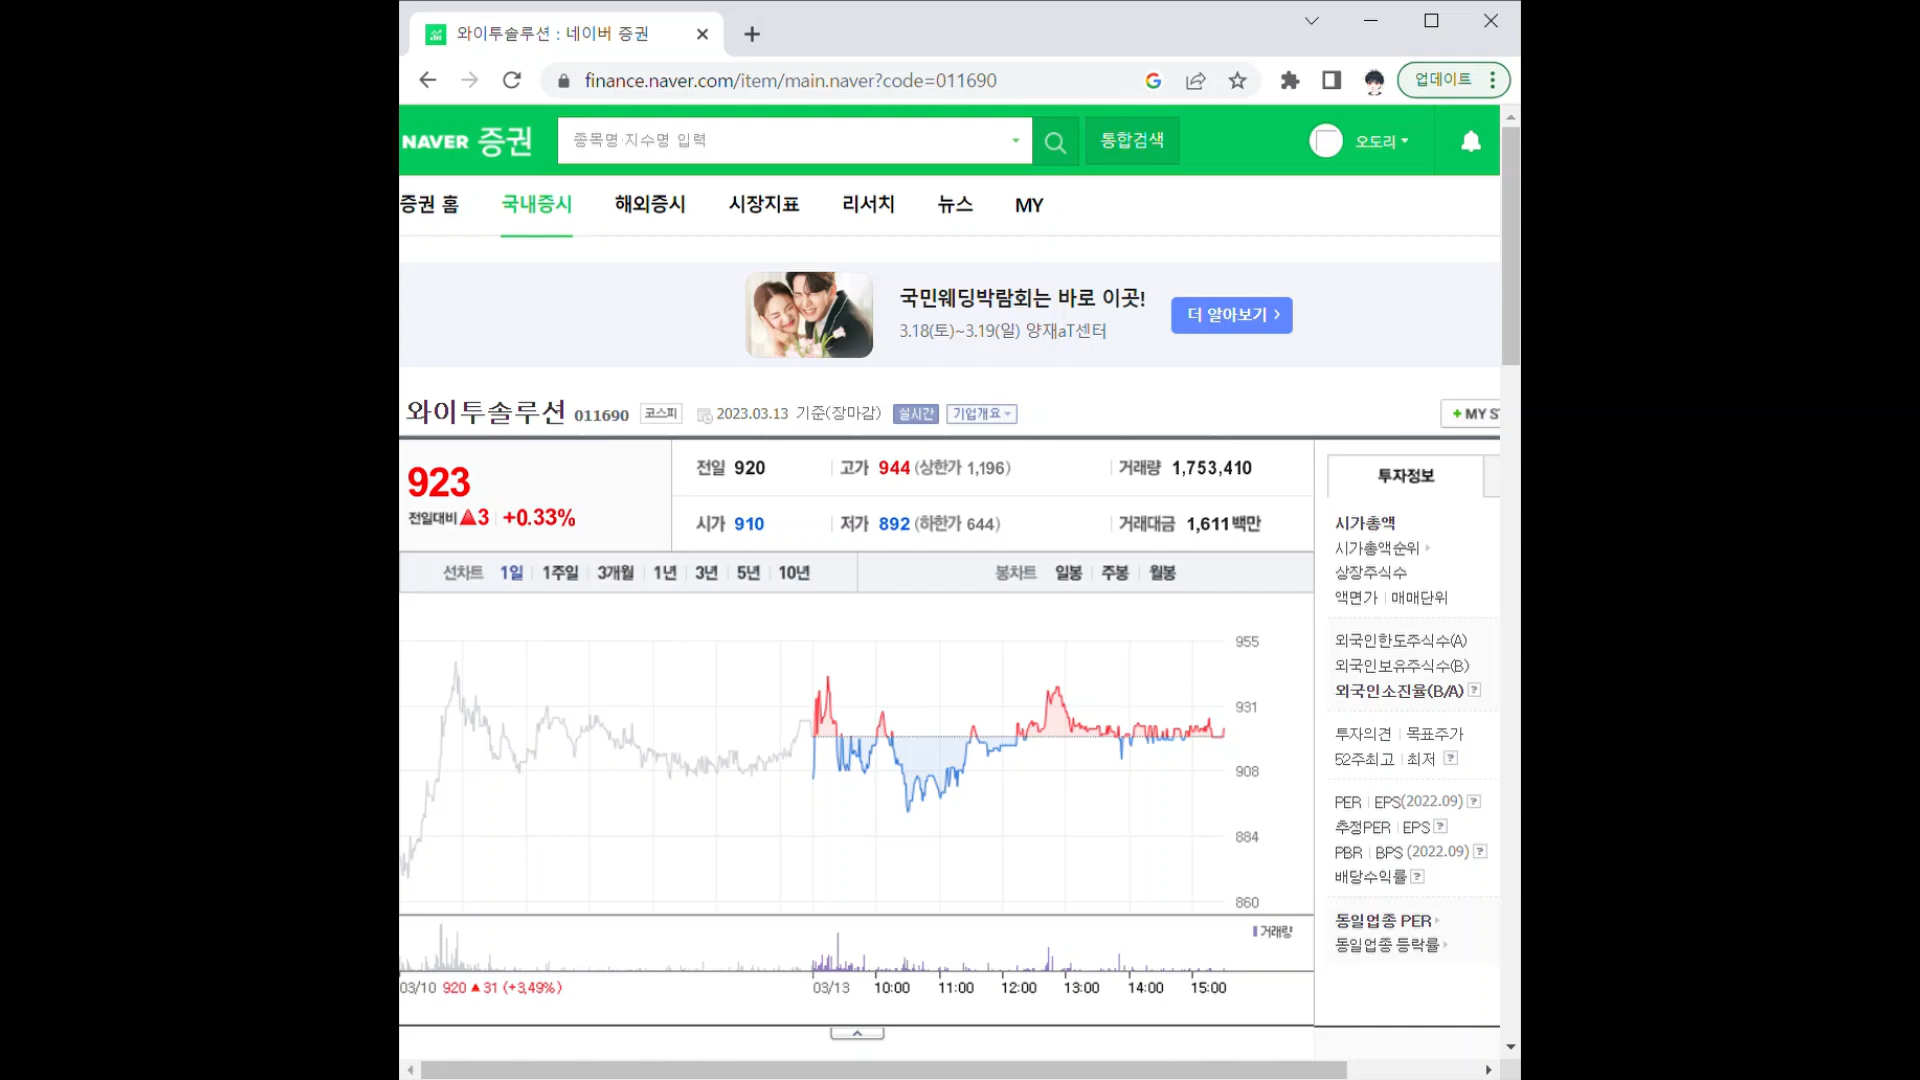 와이투솔루션 : 네이버 증권
finance.naver.com/item/main.naver?code=011690
업데이트
NAVER 증권
종목명·지수명 입력
통합검색
오도리
증권 홈 국내증시 해외증시 시장지표 리서치 뉴스 MY
국민웨딩박람회는 바로 이곳!
3.18(토)~3.19(일) 양재aT센터
더 알아보기 >
와이투솔루션 011690 코스피 2023.03.13 기준(장마감) 실시간 기업개요
+ MY S
923
전일대비 ▲3 +0.33%
전일 920 고가 944 (상한가 1,196) 거래량 1,753,410
시가 910 저가 892 (하한가 644) 거래대금 1,611 백만
선차트 1일 1주일 3개월 1년 3년 5년 10년
봉차트 일봉 주봉 월봉
955
931
908
884
860
거래량
03/10 920 ▲31 (+3,49%)
03/13 10:00 11:00 12:00 13:00 14:00 15:00
투자정보
시가총액
시가총액순위
상장주식수
액면가 매매단위
외국인한도주식수(A)
외국인보유주식수(B)
외국인소진율(B/A) ?
투자의견 목표주가
52주최고 최저 ?
PER EPS(2022.09) ?
추정PER EPS ?
PBR BPS (2022.09) ?
배당수익률 ?
동일업종 PER
동일업종 등락률